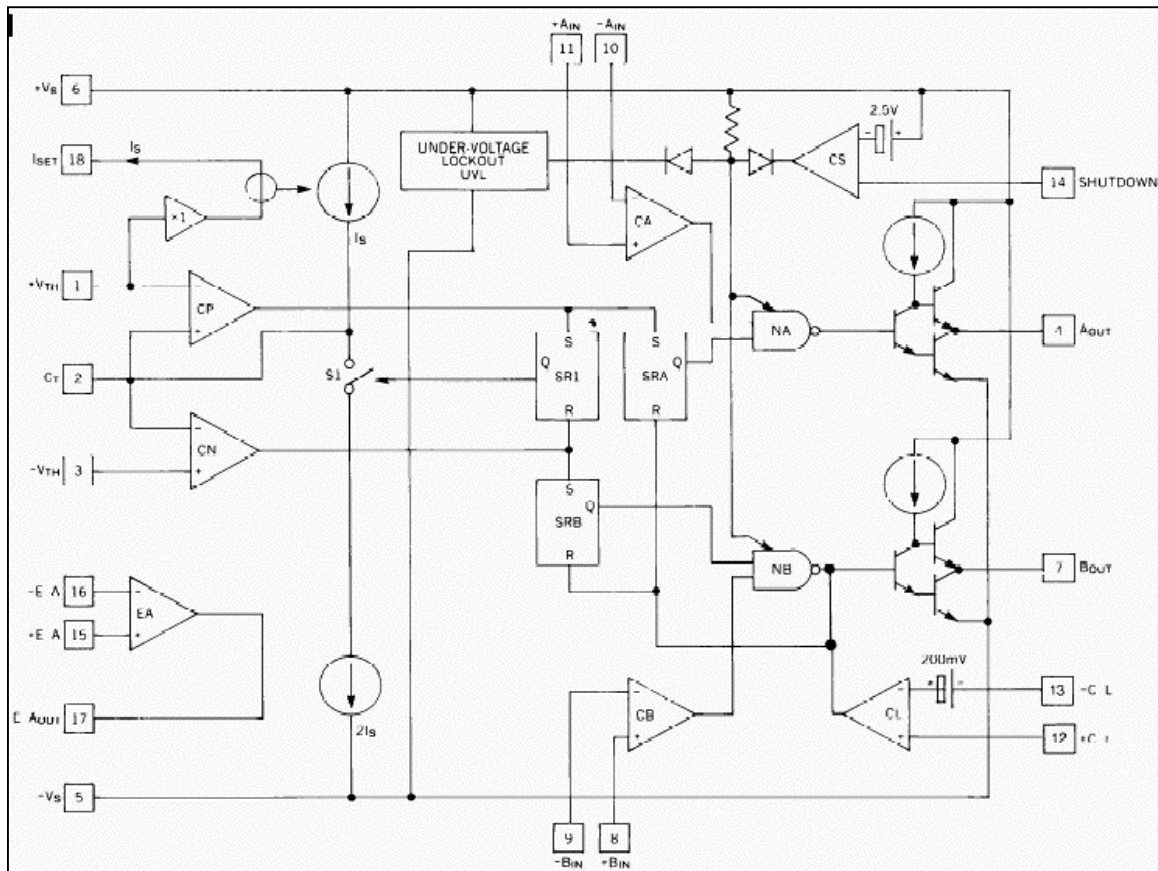 +AIN -AIN
11 10
+VS 6
2.5V
- +
ISET 18
IS
UNDER-VOLTAGE
LOCKOUT
UVL
CS
14 SHUTDOWN
×1
IS
CA
-
+
+VTH 1
-
CP
+
S S
NA
4 AOUT
CT 2
S1
Q SR1
Q
SRA
R R
-
CN
+
-VTH 3
S
Q
SRB
R
NB
7 BOUT
-E A 16
-
EA
+
+E A 15
200mV
13 -C L
-
CL
+
12 +C L
-
CB
+
E AOUT 17
2IS
-VS 5
9 8
-BIN +BIN